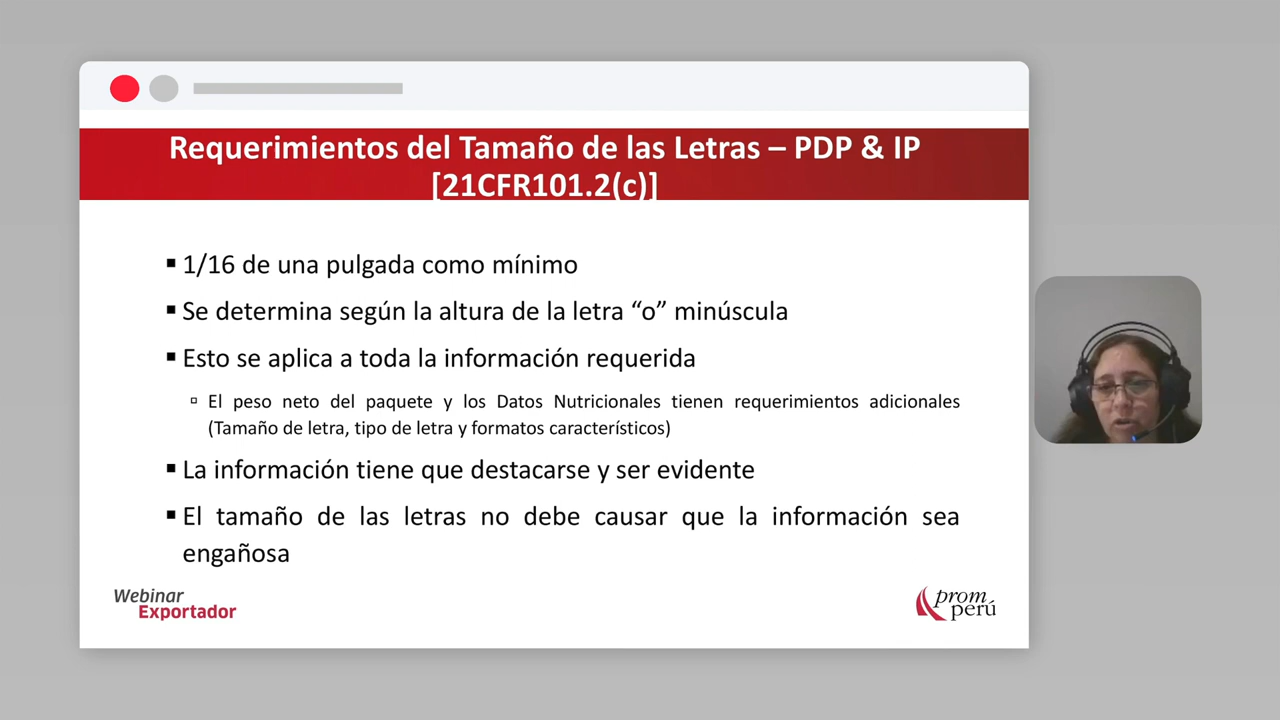 Requerimientos del Tamaño de las Letras – PDP & IP
[21CFR101.2(c)]
▪ 1/16 de una pulgada como mínimo
▪ Se determina según la altura de la letra “o” minúscula
▪ Esto se aplica a toda la información requerida
▫ El peso neto del paquete y los Datos Nutricionales tienen requerimientos adicionales
(Tamaño de letra, tipo de letra y formatos característicos)
▪ La información tiene que destacarse y ser evidente
▪ El tamaño de las letras no debe causar que la información sea
engañosa
Webinar
Exportador
prom
perú